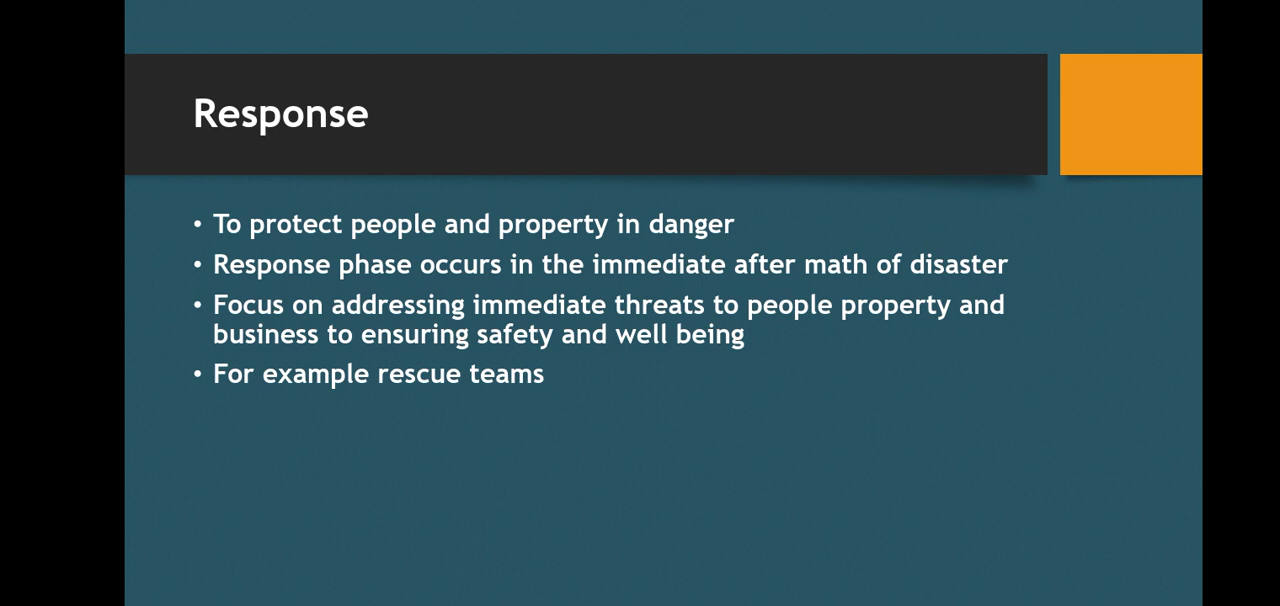 Response
• To protect people and property in danger
• Response phase occurs in the immediate after math of disaster
• Focus on addressing immediate threats to people property and
business to ensuring safety and well being
• For example rescue teams